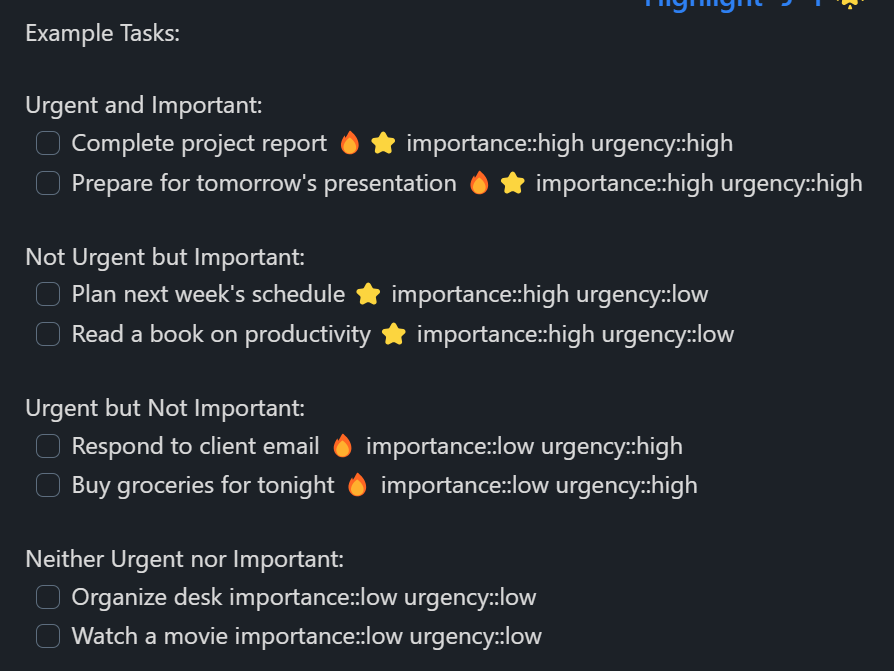 Example Tasks:
Urgent and Important:
Complete project report 🔥 ⭐ importance::high urgency::high
Prepare for tomorrow's presentation 🔥 ⭐ importance::high urgency::high
Not Urgent but Important:
Plan next week's schedule ⭐ importance::high urgency::low
Read a book on productivity ⭐ importance::high urgency::low
Urgent but Not Important:
Respond to client email 🔥 importance::low urgency::high
Buy groceries for tonight 🔥 importance::low urgency::high
Neither Urgent nor Important:
Organize desk importance::low urgency::low
Watch a movie importance::low urgency::low